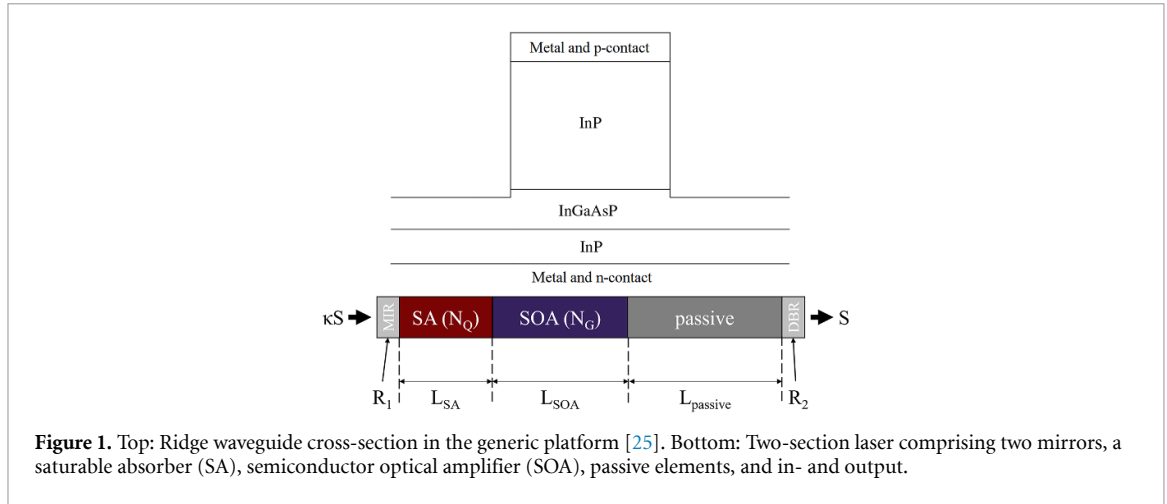 Metal and p-contact
InP
InGaAsP
InP
Metal and n-contact
κS MIR SA (N_Q) SOA (N_G) passive DBR S
R_1 L_SA L_SOA L_passive R_2
Figure 1. Top: Ridge waveguide cross-section in the generic platform [25]. Bottom: Two-section laser comprising two mirrors, a
saturable absorber (SA), semiconductor optical amplifier (SOA), passive elements, and in- and output.